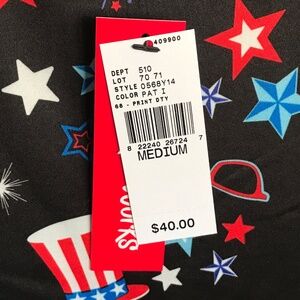 409900
DEPT 510
LOT 70 71
STYLE 0568Y14
COLOR PAT I
68 - PRINT QTY
8 22240 26724 7
MEDIUM
$40.00